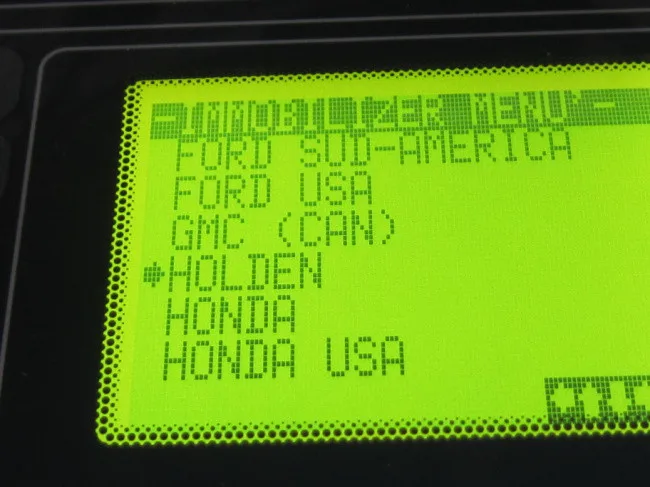 -IMMOBILIZER MENU-
FORD SUD-AMERICA
FORD USA
GMC (CAN)
HOLDEN
HONDA
HONDA USA